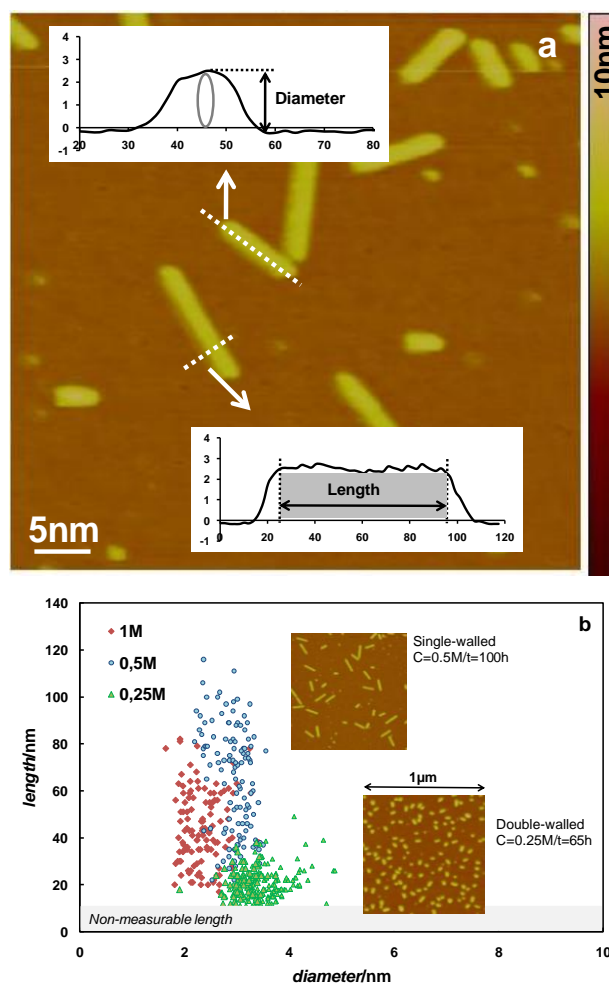 a
10nm
4
3
2
1
0
-1
20 30 40 50 60 70 80
Diameter
4
3
2
1
0
-1
0 20 40 60 80 100 120
Length
5nm
b
140
120
100
80
60
40
20
0
length/nm
1M
0,5M
0,25M
Single-walled
C=0.5M/t=100h
1µm
Double-walled
C=0.25M/t=65h
Non-measurable length
0 2 4 6 8 10
diameter/nm